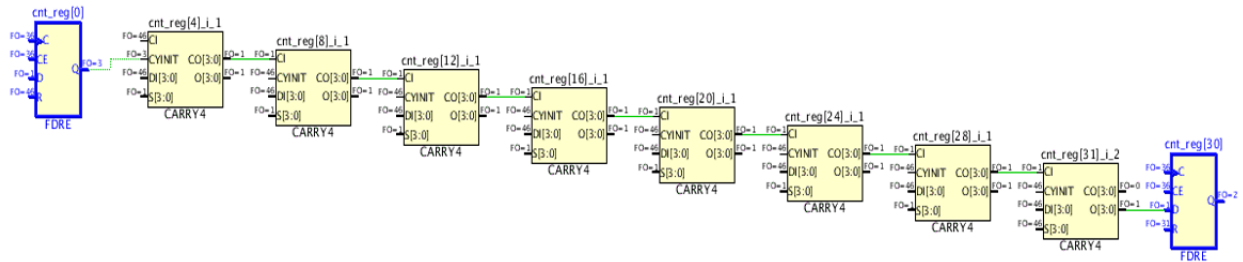 cnt_reg[0]
FO=36
C
FO=36
CE
FO=1
D
FO=46
R
Q
FO=3
FDRE
cnt_reg[4]_i_1
FO=46
CI
FO=3
CYINIT
CO[3:0]
FO=1
FO=46
DI[3:0]
O[3:0]
FO=1
FO=1
S[3:0]
CARRY4
cnt_reg[8]_i_1
FO=1
CI
FO=46
CYINIT
CO[3:0]
FO=1
FO=46
DI[3:0]
O[3:0]
FO=1
FO=1
S[3:0]
CARRY4
cnt_reg[12]_i_1
FO=1
CI
FO=46
CYINIT
CO[3:0]
FO=1
FO=46
DI[3:0]
O[3:0]
FO=1
FO=1
S[3:0]
CARRY4
cnt_reg[16]_i_1
FO=1
CI
FO=46
CYINIT
CO[3:0]
FO=1
FO=46
DI[3:0]
O[3:0]
FO=1
FO=1
S[3:0]
CARRY4
cnt_reg[20]_i_1
FO=1
CI
FO=46
CYINIT
CO[3:0]
FO=1
FO=46
DI[3:0]
O[3:0]
FO=1
FO=1
S[3:0]
CARRY4
cnt_reg[24]_i_1
FO=1
CI
FO=46
CYINIT
CO[3:0]
FO=1
FO=46
DI[3:0]
O[3:0]
FO=1
FO=1
S[3:0]
CARRY4
cnt_reg[28]_i_1
FO=1
CI
FO=46
CYINIT
CO[3:0]
FO=1
FO=46
DI[3:0]
O[3:0]
FO=1
FO=1
S[3:0]
CARRY4
cnt_reg[31]_i_2
FO=1
CI
FO=46
CYINIT
CO[3:0]
FO=0
FO=46
DI[3:0]
O[3:0]
FO=1
FO=46
S[3:0]
CARRY4
cnt_reg[30]
FO=36
C
FO=36
CE
FO=1
D
FO=31
R
Q
FO=2
FDRE